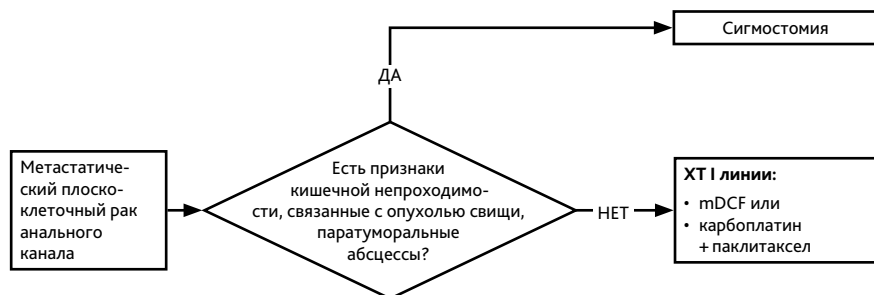 Сигмостомия
ДА
Метастатиче-
ский плоско-
клеточный рак
анального
канала
Есть признаки
кишечной непроходимо-
сти, связанные с опухолью свищи,
паратуморальные
абсцессы?
НЕТ
ХТ I линии:
• mDCF или
• карбоплатин
+ паклитаксел